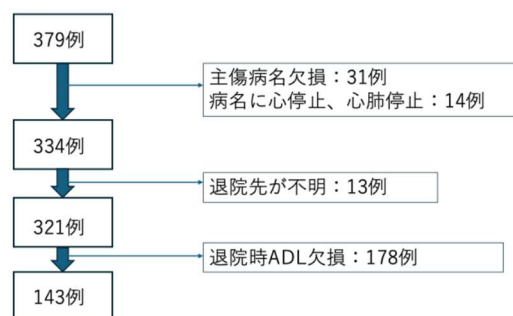 379例
主傷病名欠損：31例
病名に心停止、心肺停止：14例
334例
退院先が不明：13例
321例
退院時ADL欠損：178例
143例